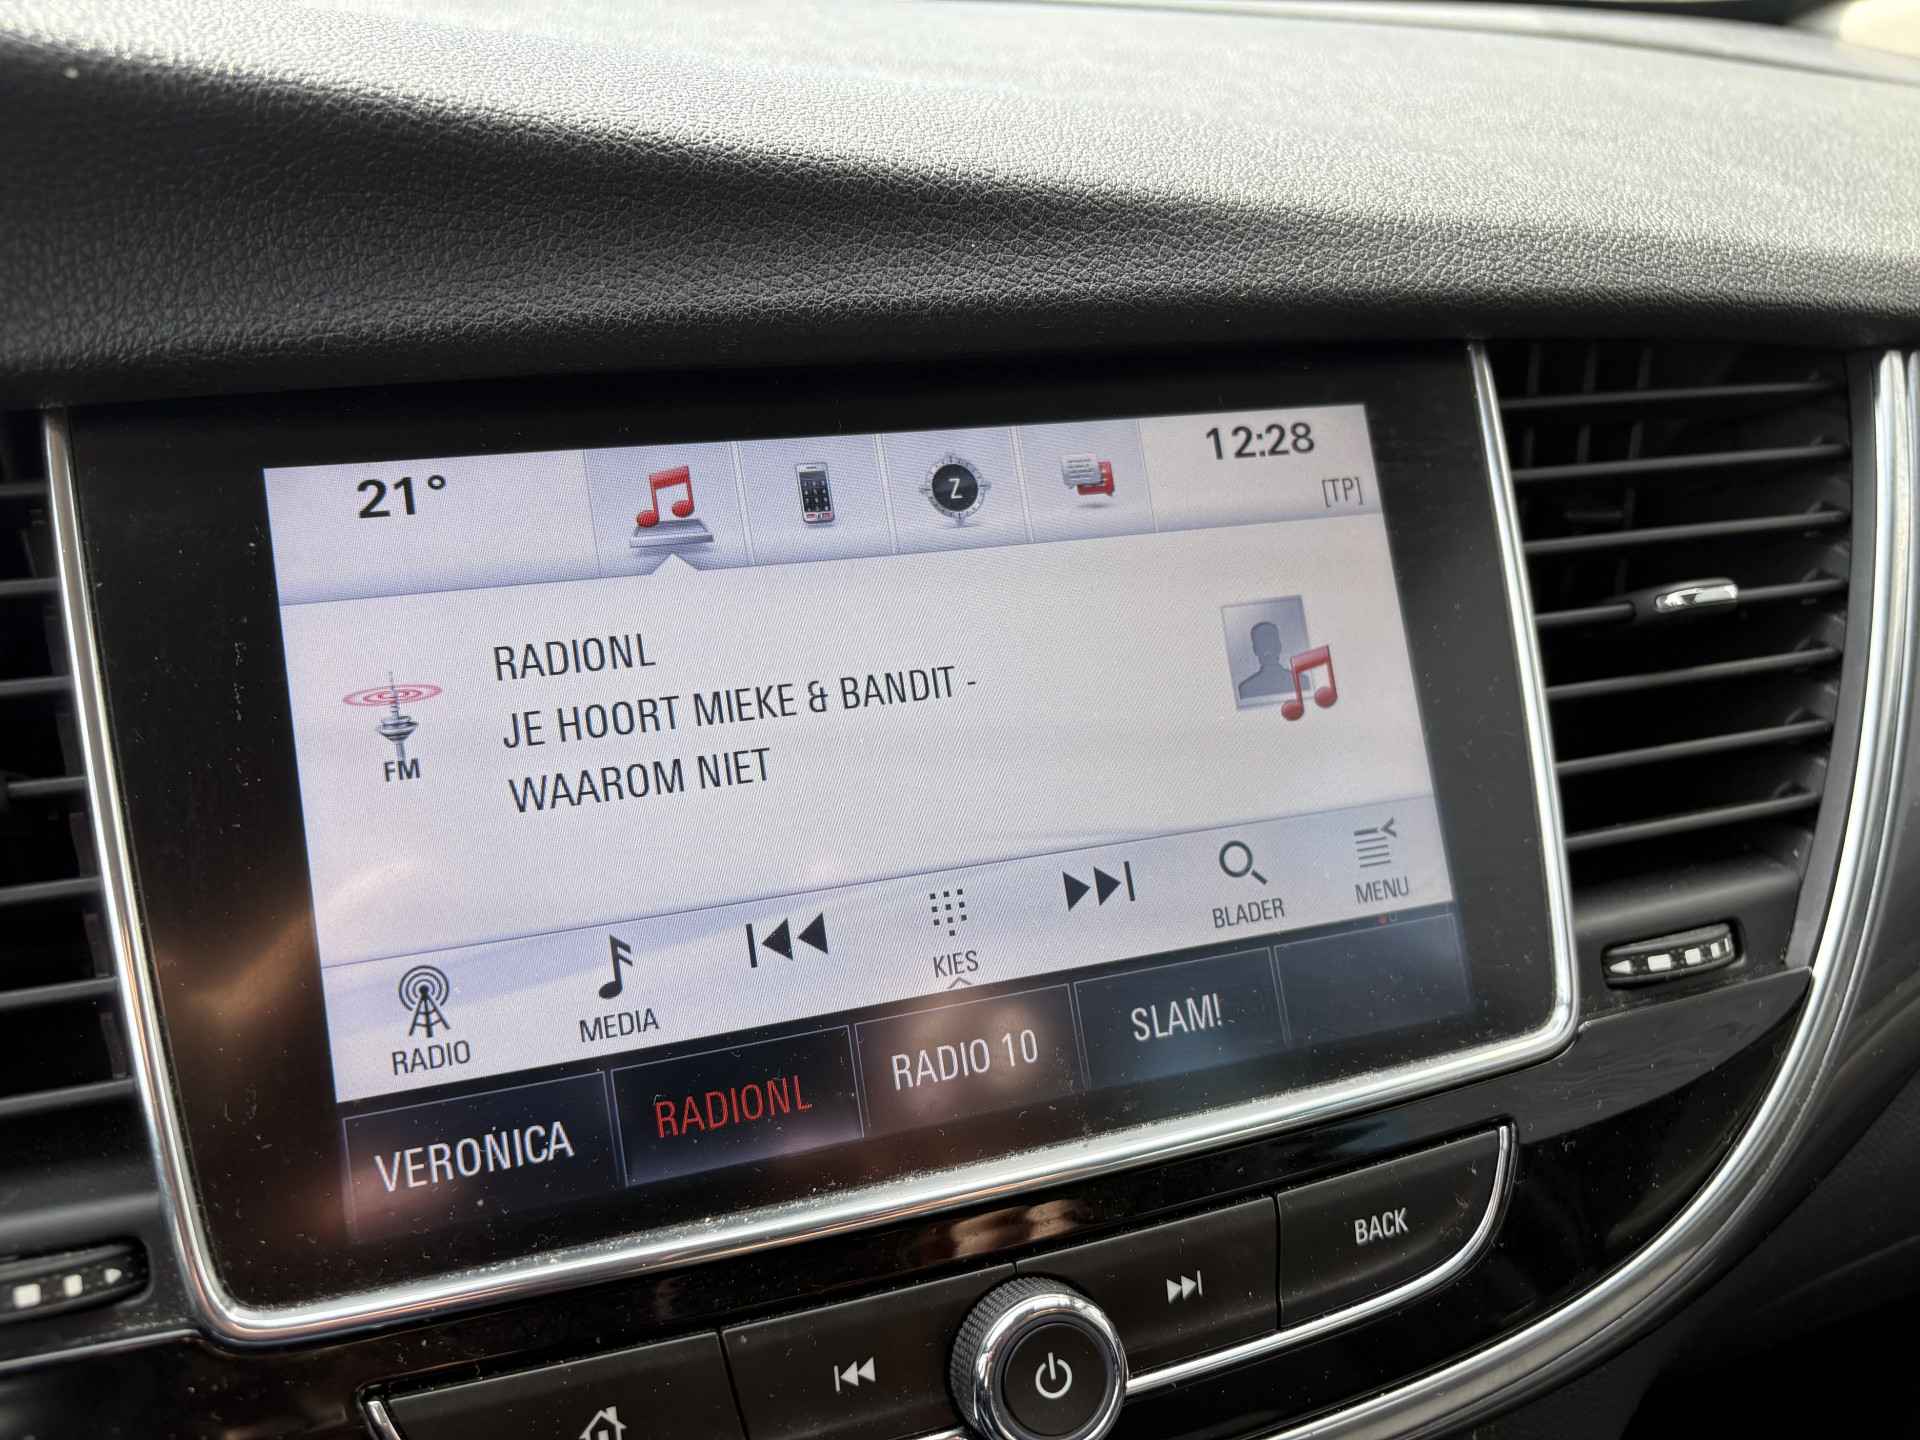 21°
Z
12:28
[TP]
RADIONL
JE HOORT MIEKE & BANDIT -
WAAROM NIET
FM
RADIO
MEDIA
KIES
BLADER
MENU
VERONICA
RADIONL
RADIO 10
SLAM!
BACK